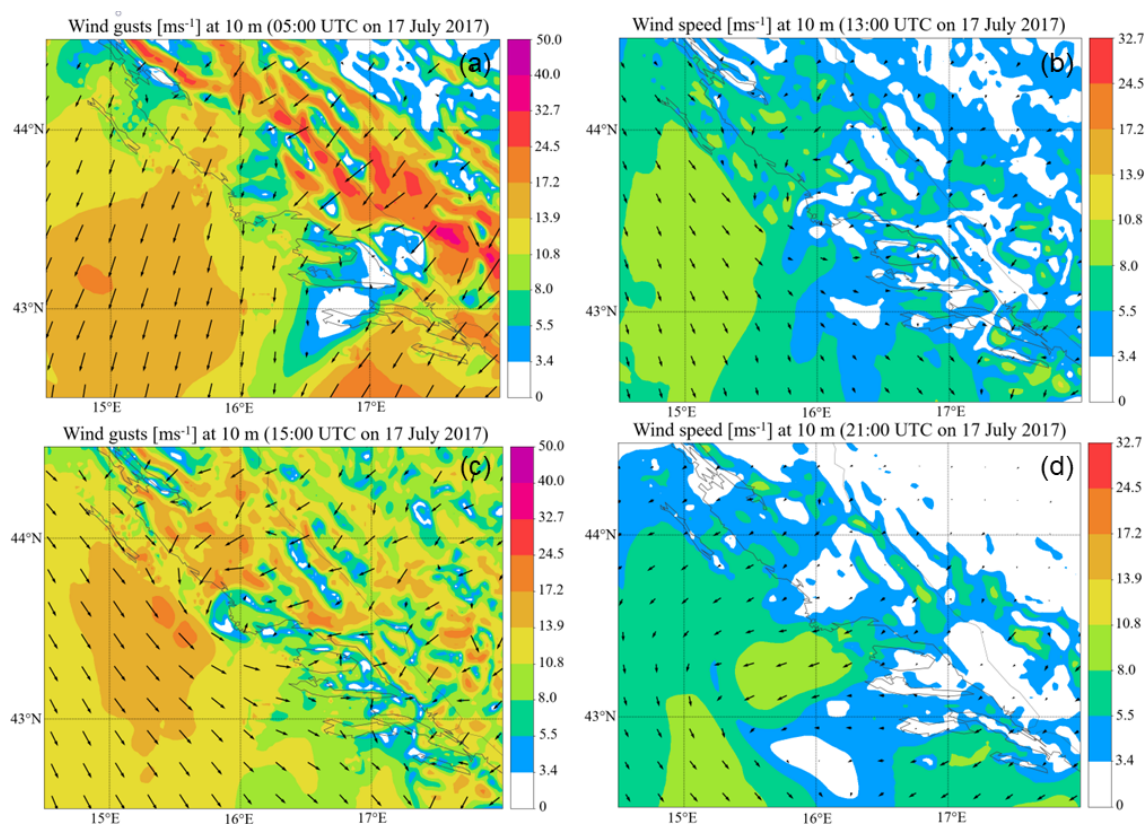 Wind gusts [ms⁻¹] at 10 m (05:00 UTC on 17 July 2017)
(a)
50.0
40.0
32.7
24.5
17.2
13.9
10.8
8.0
5.5
3.4
0
44°N
43°N
15°E 16°E 17°E
Wind speed [ms⁻¹] at 10 m (13:00 UTC on 17 July 2017)
(b)
32.7
24.5
17.2
13.9
10.8
8.0
5.5
3.4
0
44°N
43°N
15°E 16°E 17°E
Wind gusts [ms⁻¹] at 10 m (15:00 UTC on 17 July 2017)
(c)
50.0
40.0
32.7
24.5
17.2
13.9
10.8
8.0
5.5
3.4
0
44°N
43°N
15°E 16°E 17°E
Wind speed [ms⁻¹] at 10 m (21:00 UTC on 17 July 2017)
(d)
32.7
24.5
17.2
13.9
10.8
8.0
5.5
3.4
0
44°N
43°N
15°E 16°E 17°E